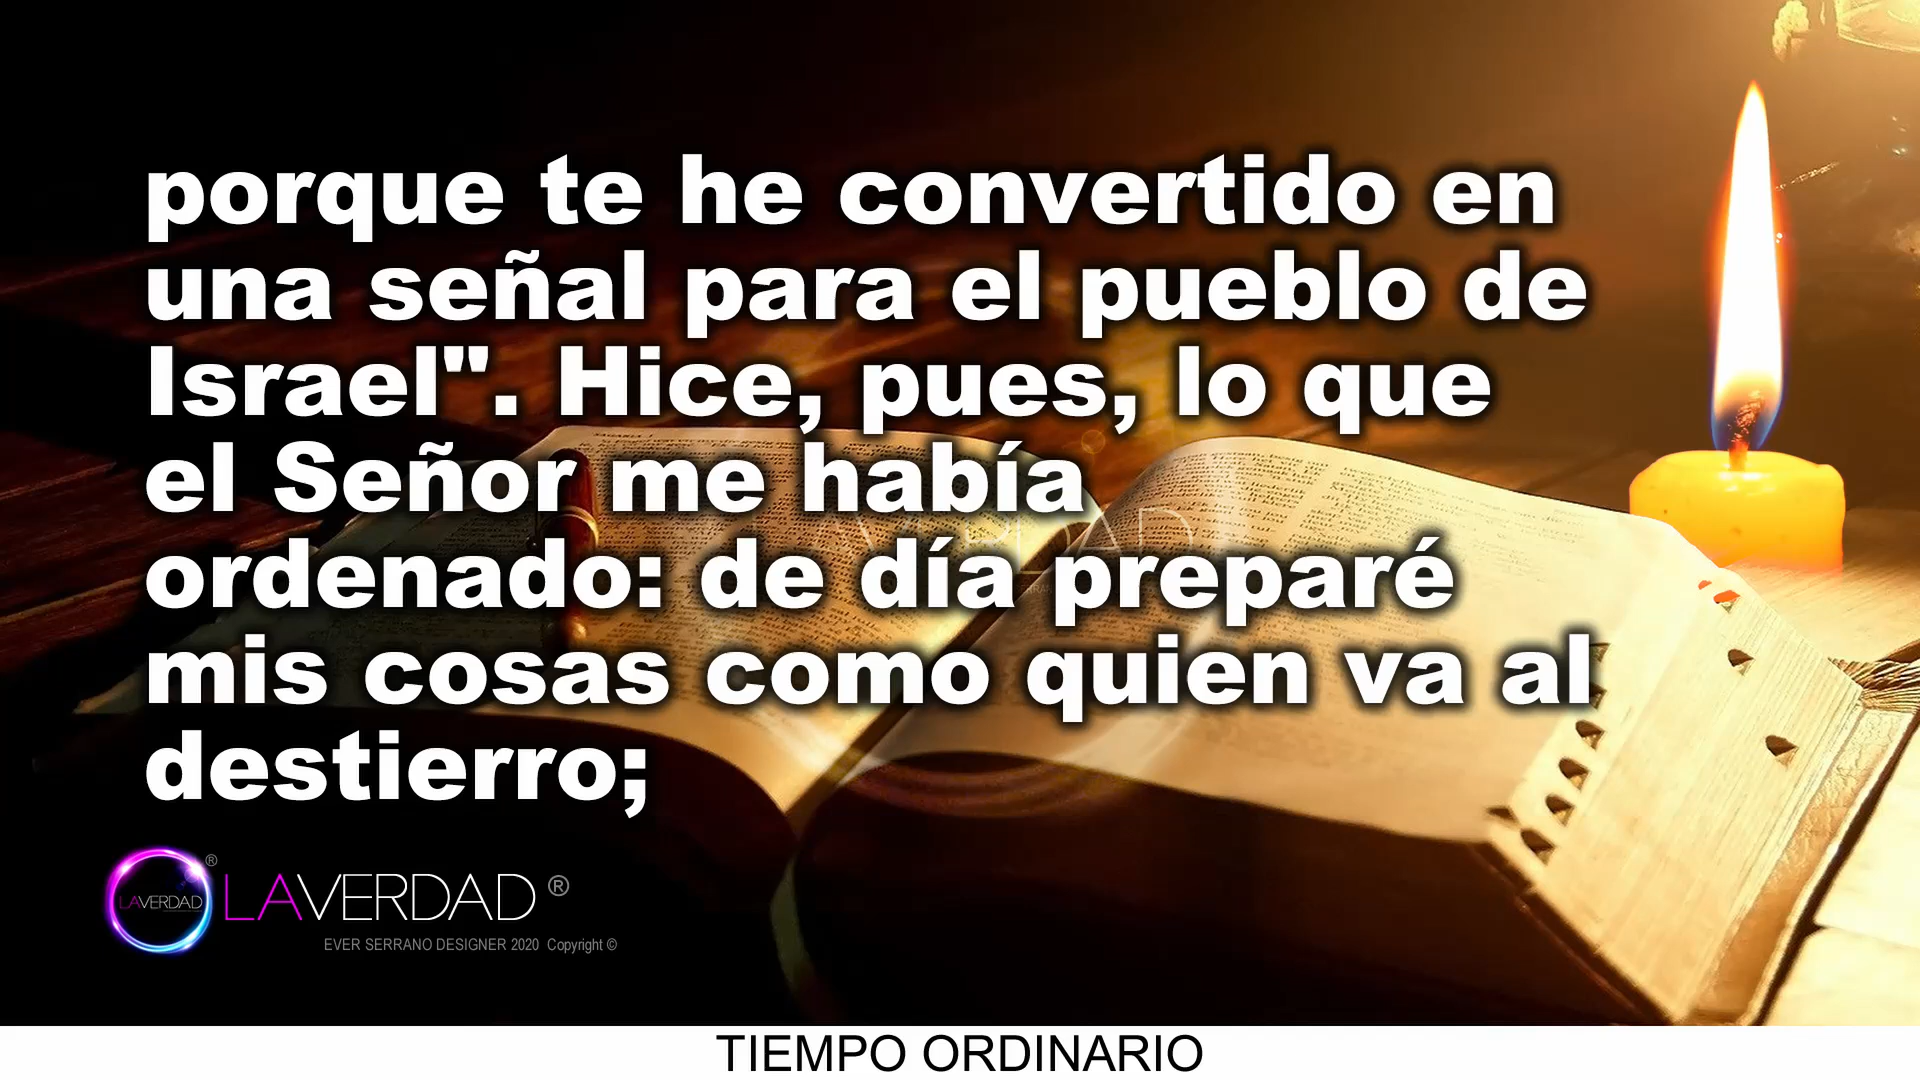 porque te he convertido en
una señal para el pueblo de
Israel". Hice, pues, lo que
el Señor me había
ordenado: de día preparé
mis cosas como quien va al
destierro;
LAVERDAD ®
LAVERDAD ®
EVER SERRANO DESIGNER 2020 Copyright ©
TIEMPO ORDINARIO